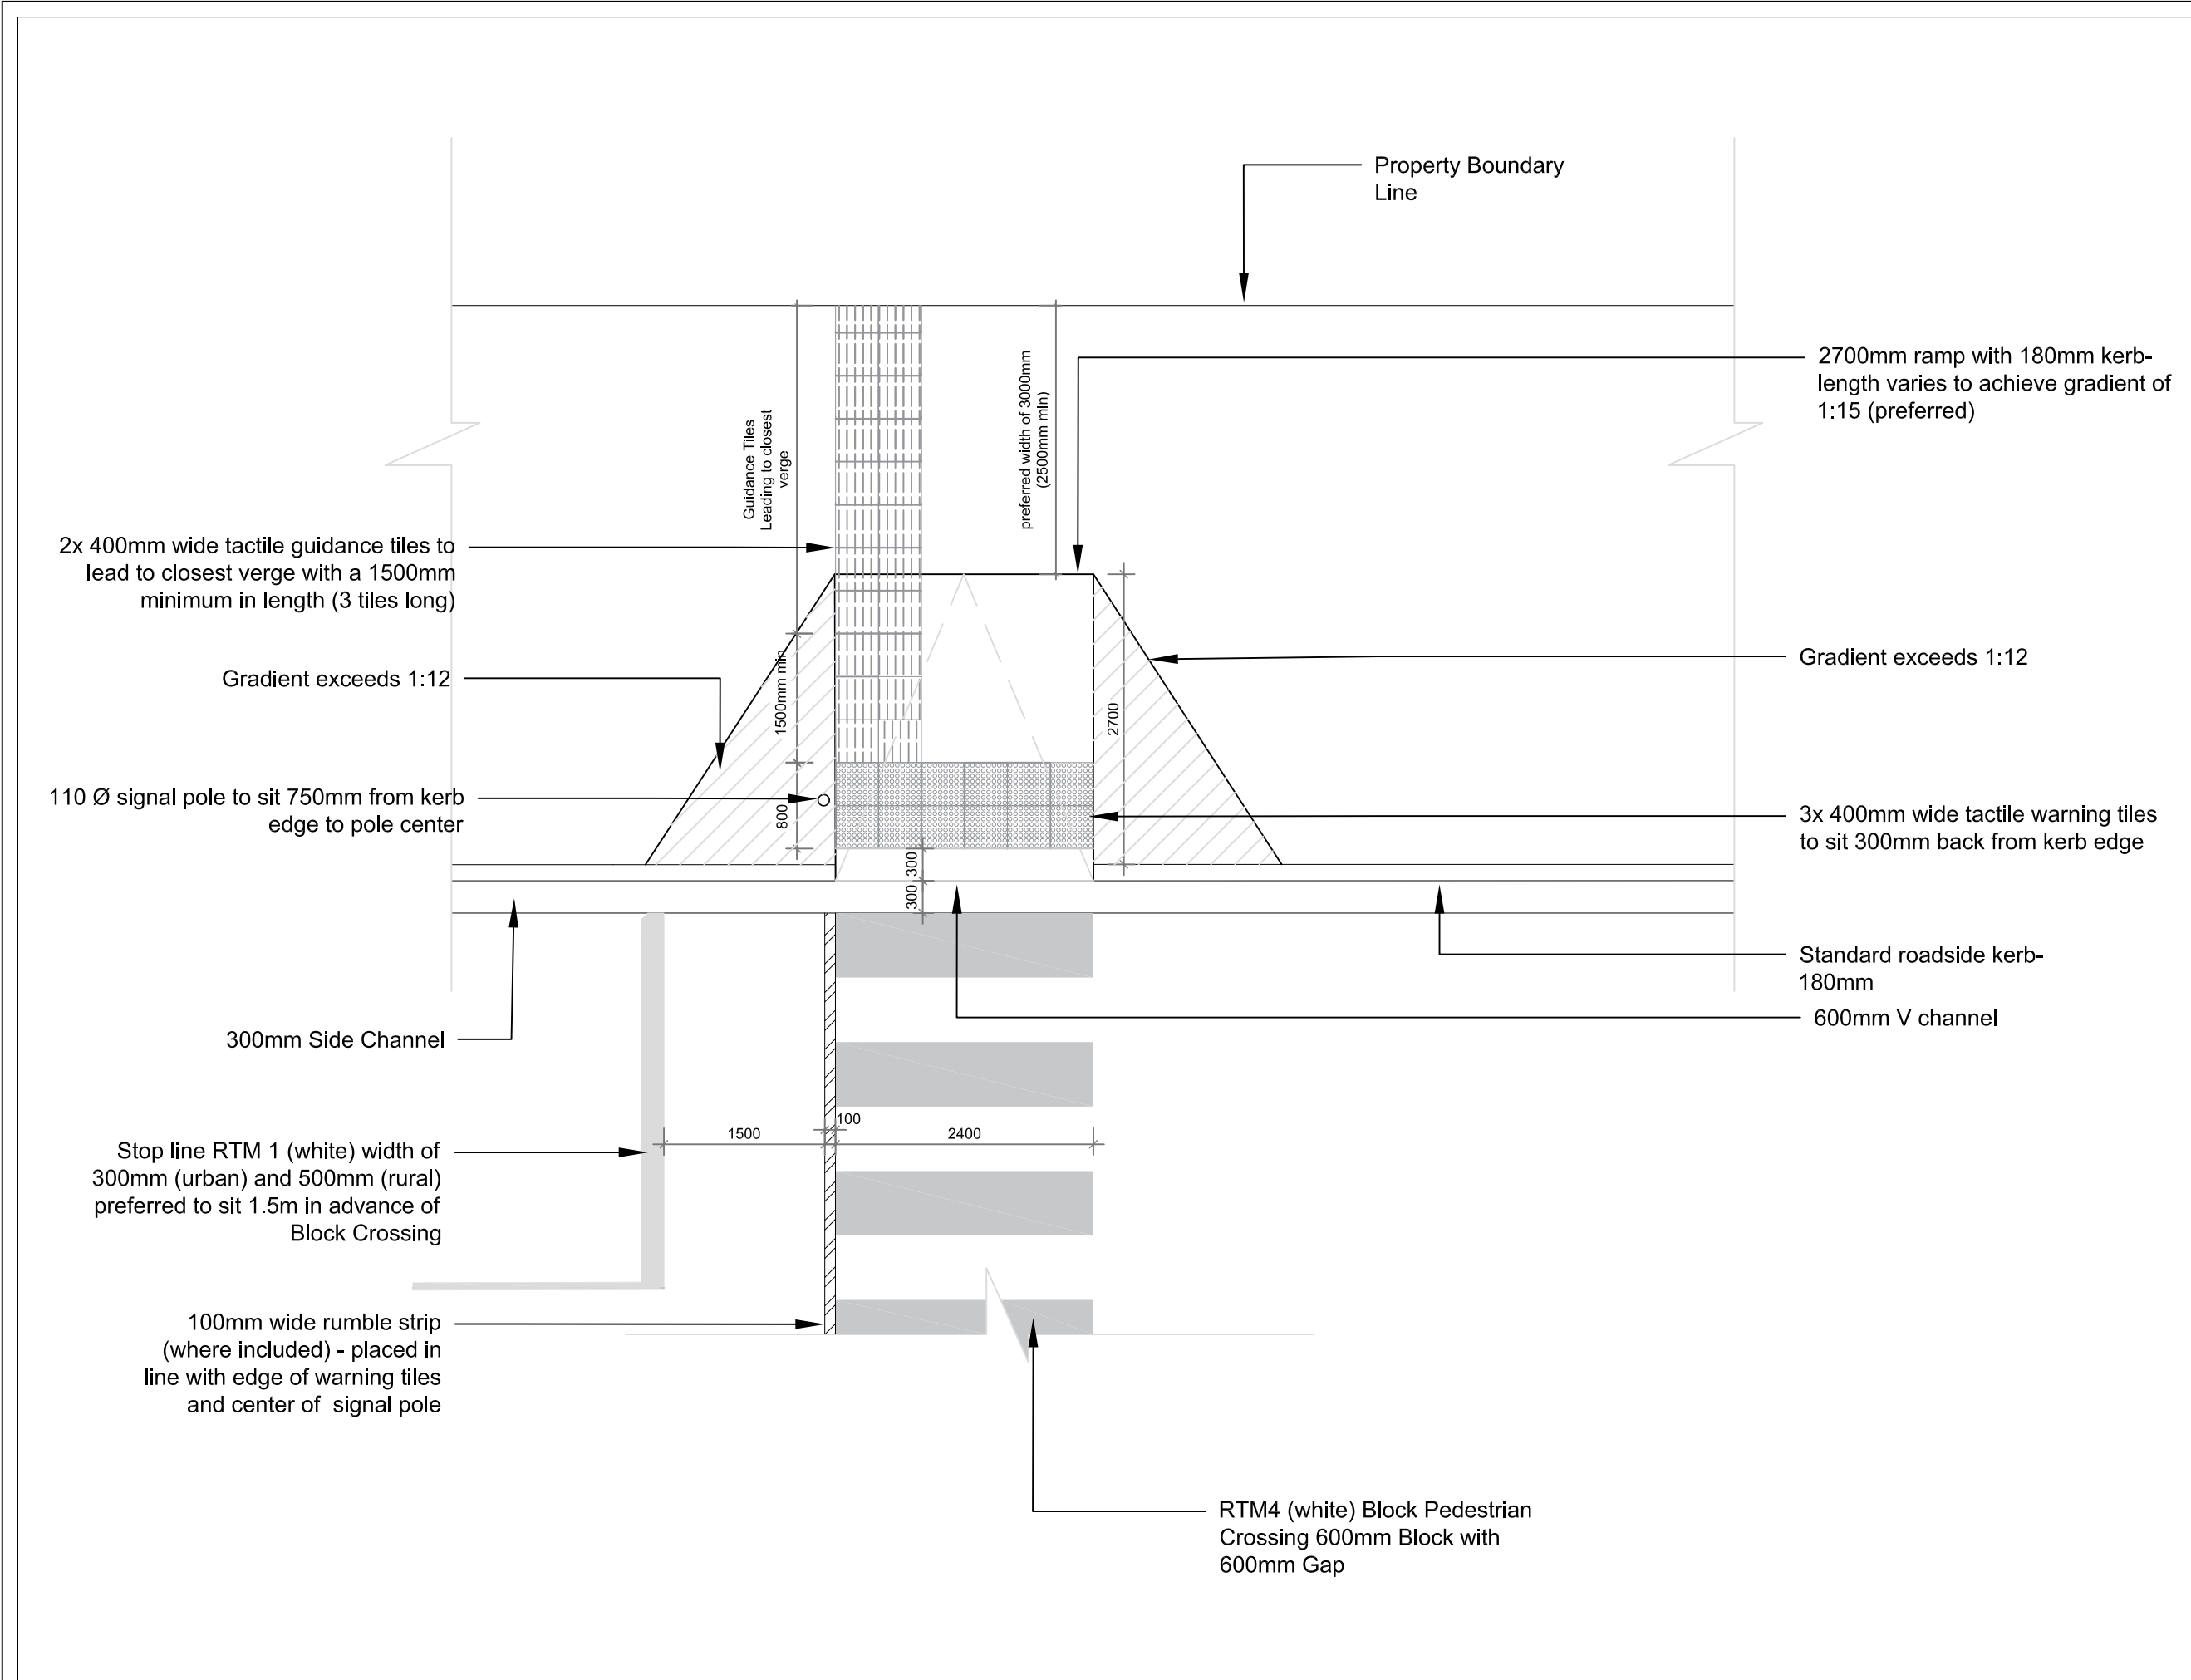 Property Boundary
Line
2700mm ramp with 180mm kerb-
length varies to achieve gradient of
1:15 (preferred)
Guidance Tiles
Leading to closest
verge
preferred width of 3000mm
(2500mm min)
2x 400mm wide tactile guidance tiles to
lead to closest verge with a 1500mm
minimum in length (3 tiles long)
Gradient exceeds 1:12
Gradient exceeds 1:12
1500mm min
2700
110 Ø signal pole to sit 750mm from kerb
edge to pole center
800
3x 400mm wide tactile warning tiles
to sit 300mm back from kerb edge
300
300
Standard roadside kerb-
180mm
600mm V channel
300mm Side Channel
1500
100
2400
Stop line RTM 1 (white) width of
300mm (urban) and 500mm (rural)
preferred to sit 1.5m in advance of
Block Crossing
100mm wide rumble strip
(where included) - placed in
line with edge of warning tiles
and center of signal pole
RTM4 (white) Block Pedestrian
Crossing 600mm Block with
600mm Gap